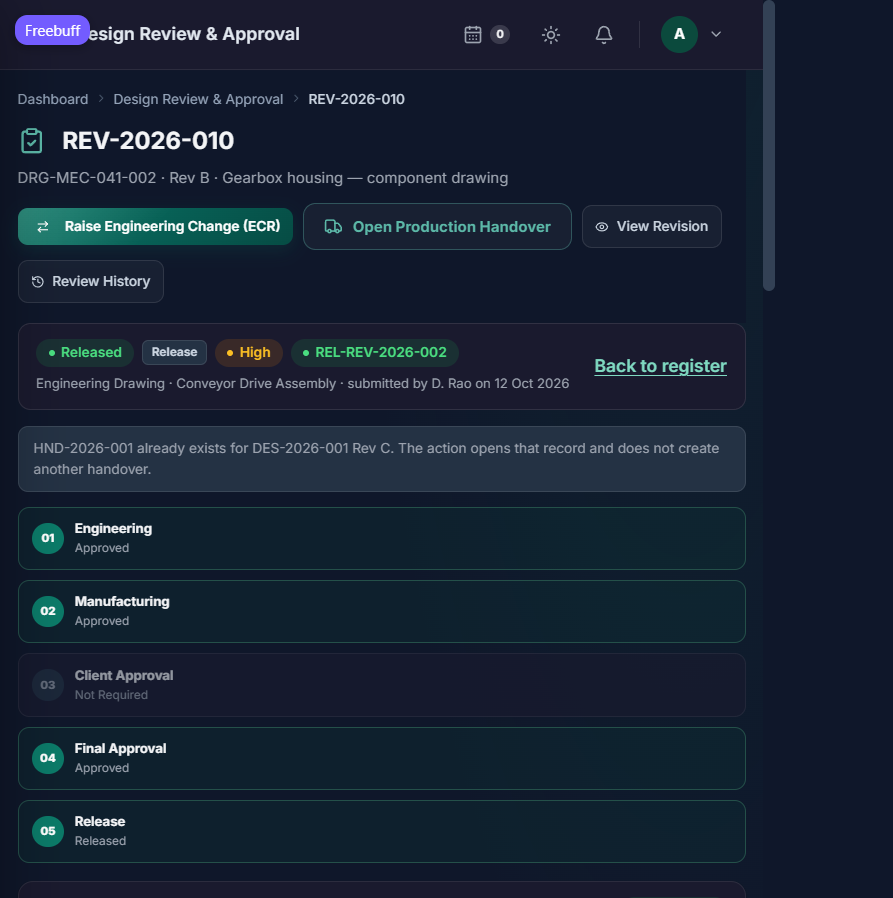 Freebuff
esign Review & Approval
0
A
Dashboard
Design Review & Approval
REV-2026-010
REV-2026-010
DRG-MEC-041-002 · Rev B · Gearbox housing — component drawing
Raise Engineering Change (ECR)
Open Production Handover
View Revision
Review History
Released
Release
High
REL-REV-2026-002
Engineering Drawing · Conveyor Drive Assembly · submitted by D. Rao on 12 Oct 2026
Back to register
HND-2026-001 already exists for DES-2026-001 Rev C. The action opens that record and does not create
another handover.
01
Engineering
Approved
02
Manufacturing
Approved
03
Client Approval
Not Required
04
Final Approval
Approved
05
Release
Released